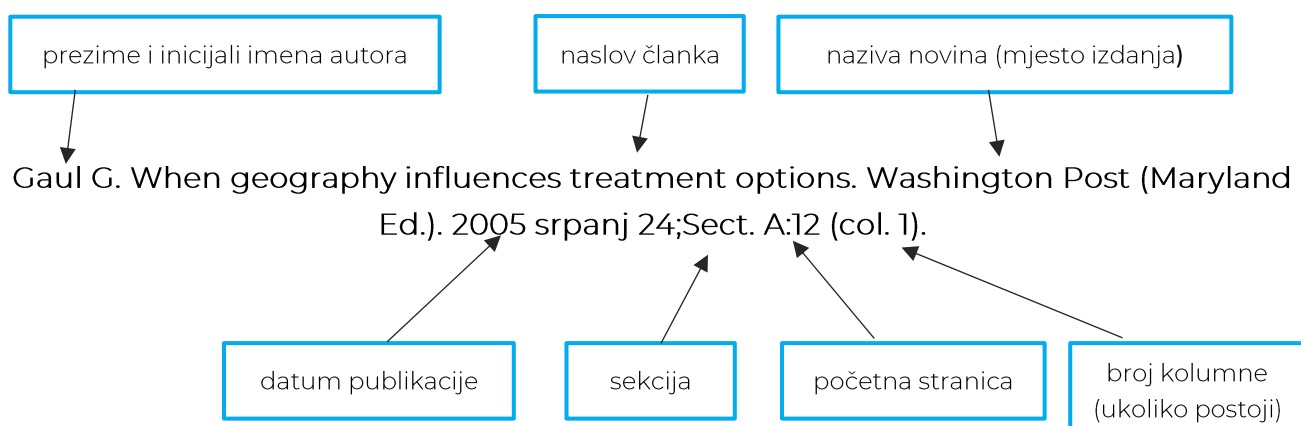 prezime i inicijali imena autora
naslov članka
naziva novina (mjesto izdanja)
Gaul G. When geography influences treatment options. Washington Post (Maryland
Ed.). 2005 srpanj 24;Sect. A:12 (col. 1).
datum publikacije
sekcija
početna stranica
broj kolumne
(ukoliko postoji)